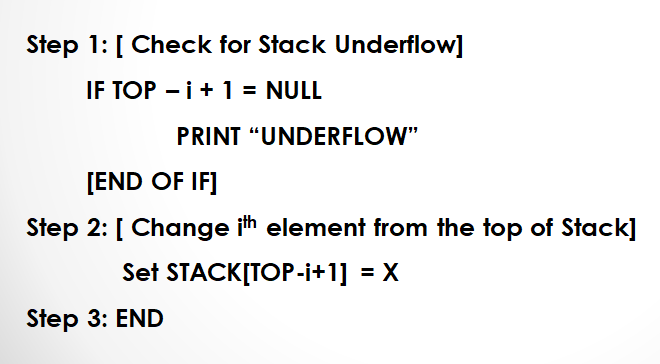 Step 1: [ Check for Stack Underflow]
IF TOP – i + 1 = NULL
PRINT “UNDERFLOW”
[END OF IF]
Step 2: [ Change ith element from the top of Stack]
Set STACK[TOP-i+1] = X
Step 3: END